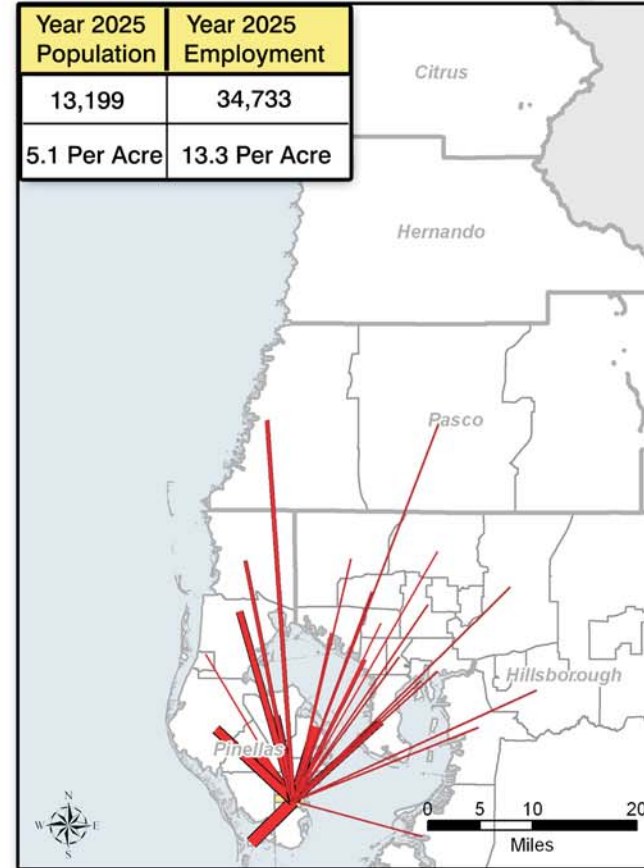 Year 2025 Population Year 2025 Employment
13,199 34,733
5.1 Per Acre 13.3 Per Acre
Citrus
Hernando
Pasco
Hillsborough
Pinellas
N
W E
S
0 5 10 20
Miles